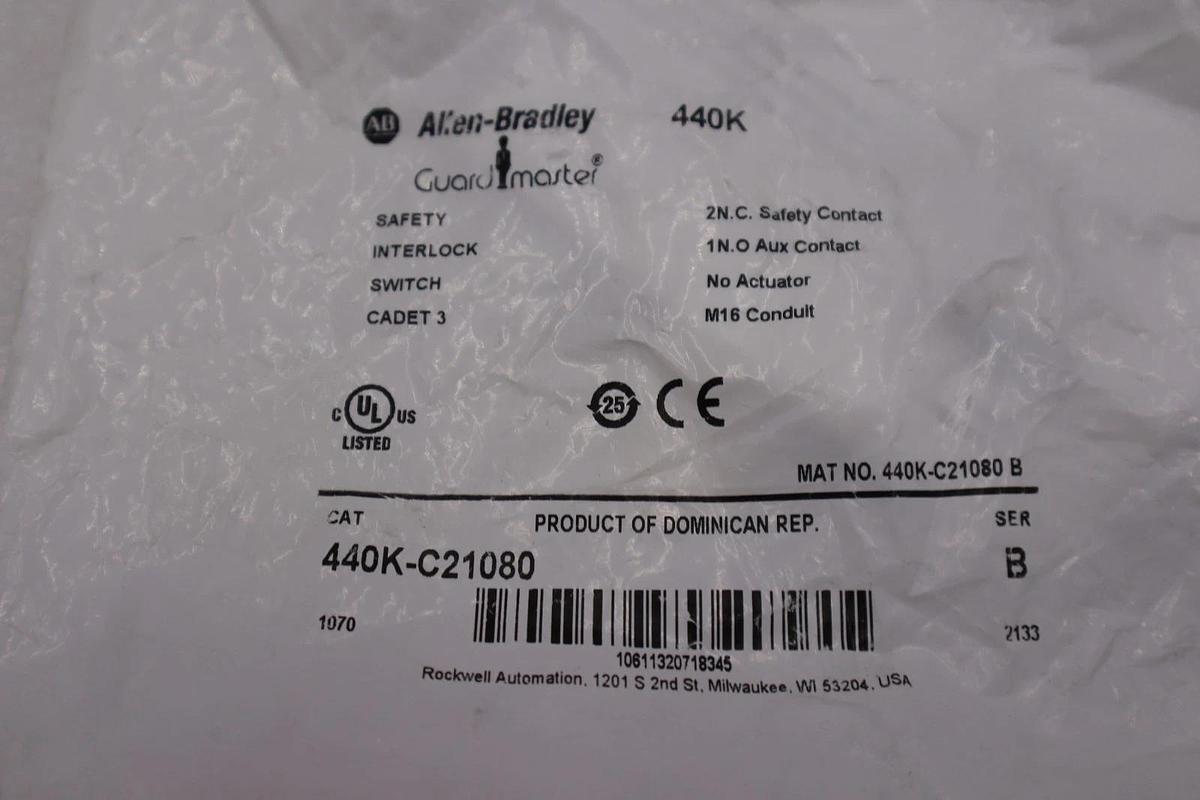 AB Allen-Bradley 440K
Guardmaster®
SAFETY 2N.C. Safety Contact
INTERLOCK 1N.O Aux Contact
SWITCH No Actuator
CADET 3 M16 Conduit
C UL US 25 CE
LISTED
MAT NO. 440K-C21080 B
CAT PRODUCT OF DOMINICAN REP. SER
440K-C21080 B
1070 2133
10611320718345
Rockwell Automation, 1201 S 2nd St, Milwaukee, WI 53204, USA